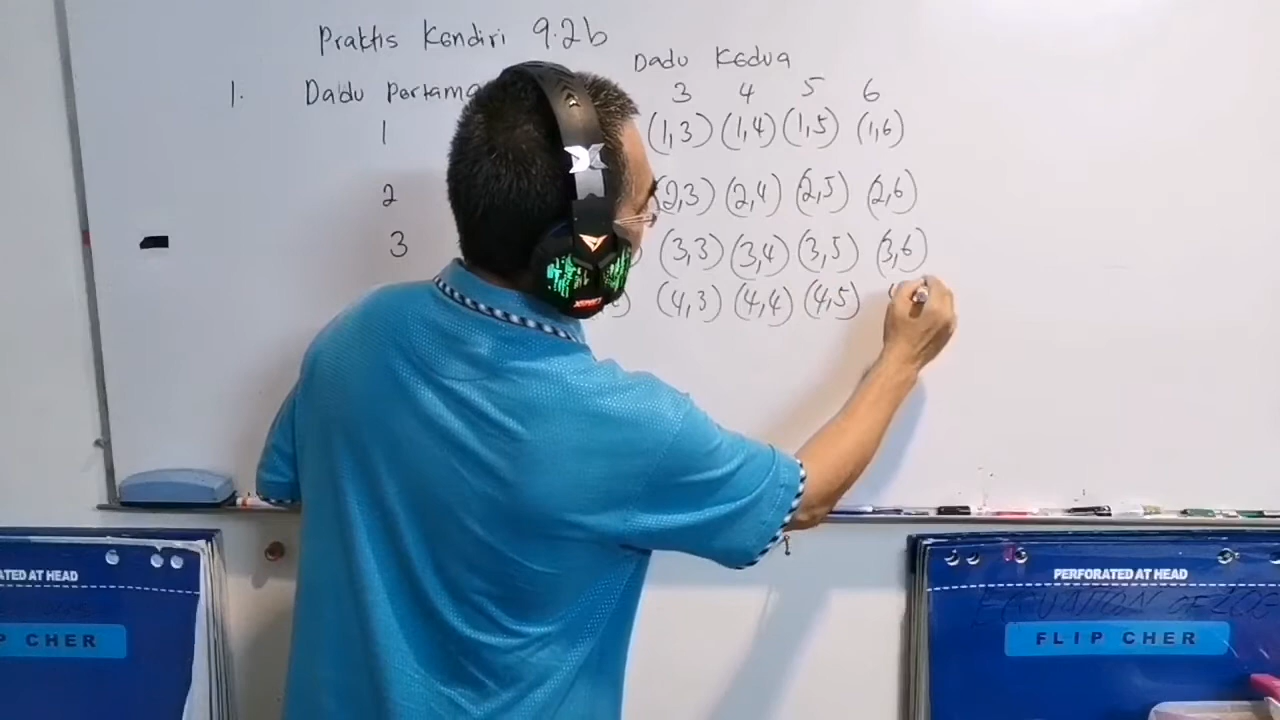 Praktis Kendiri 9.2b
Dadu Kedua
1. Dadu Pertama 3 4 5 6
1 (1,3) (1,4) (1,5) (1,6)
2 (2,3) (2,4) (2,5) (2,6)
3 (3,3) (3,4) (3,5) (3,6)
(4,3) (4,4) (4,5)
PERFORATED AT HEAD
EQUATION OF
FLIP CHER
ATED AT HEAD
P CHER